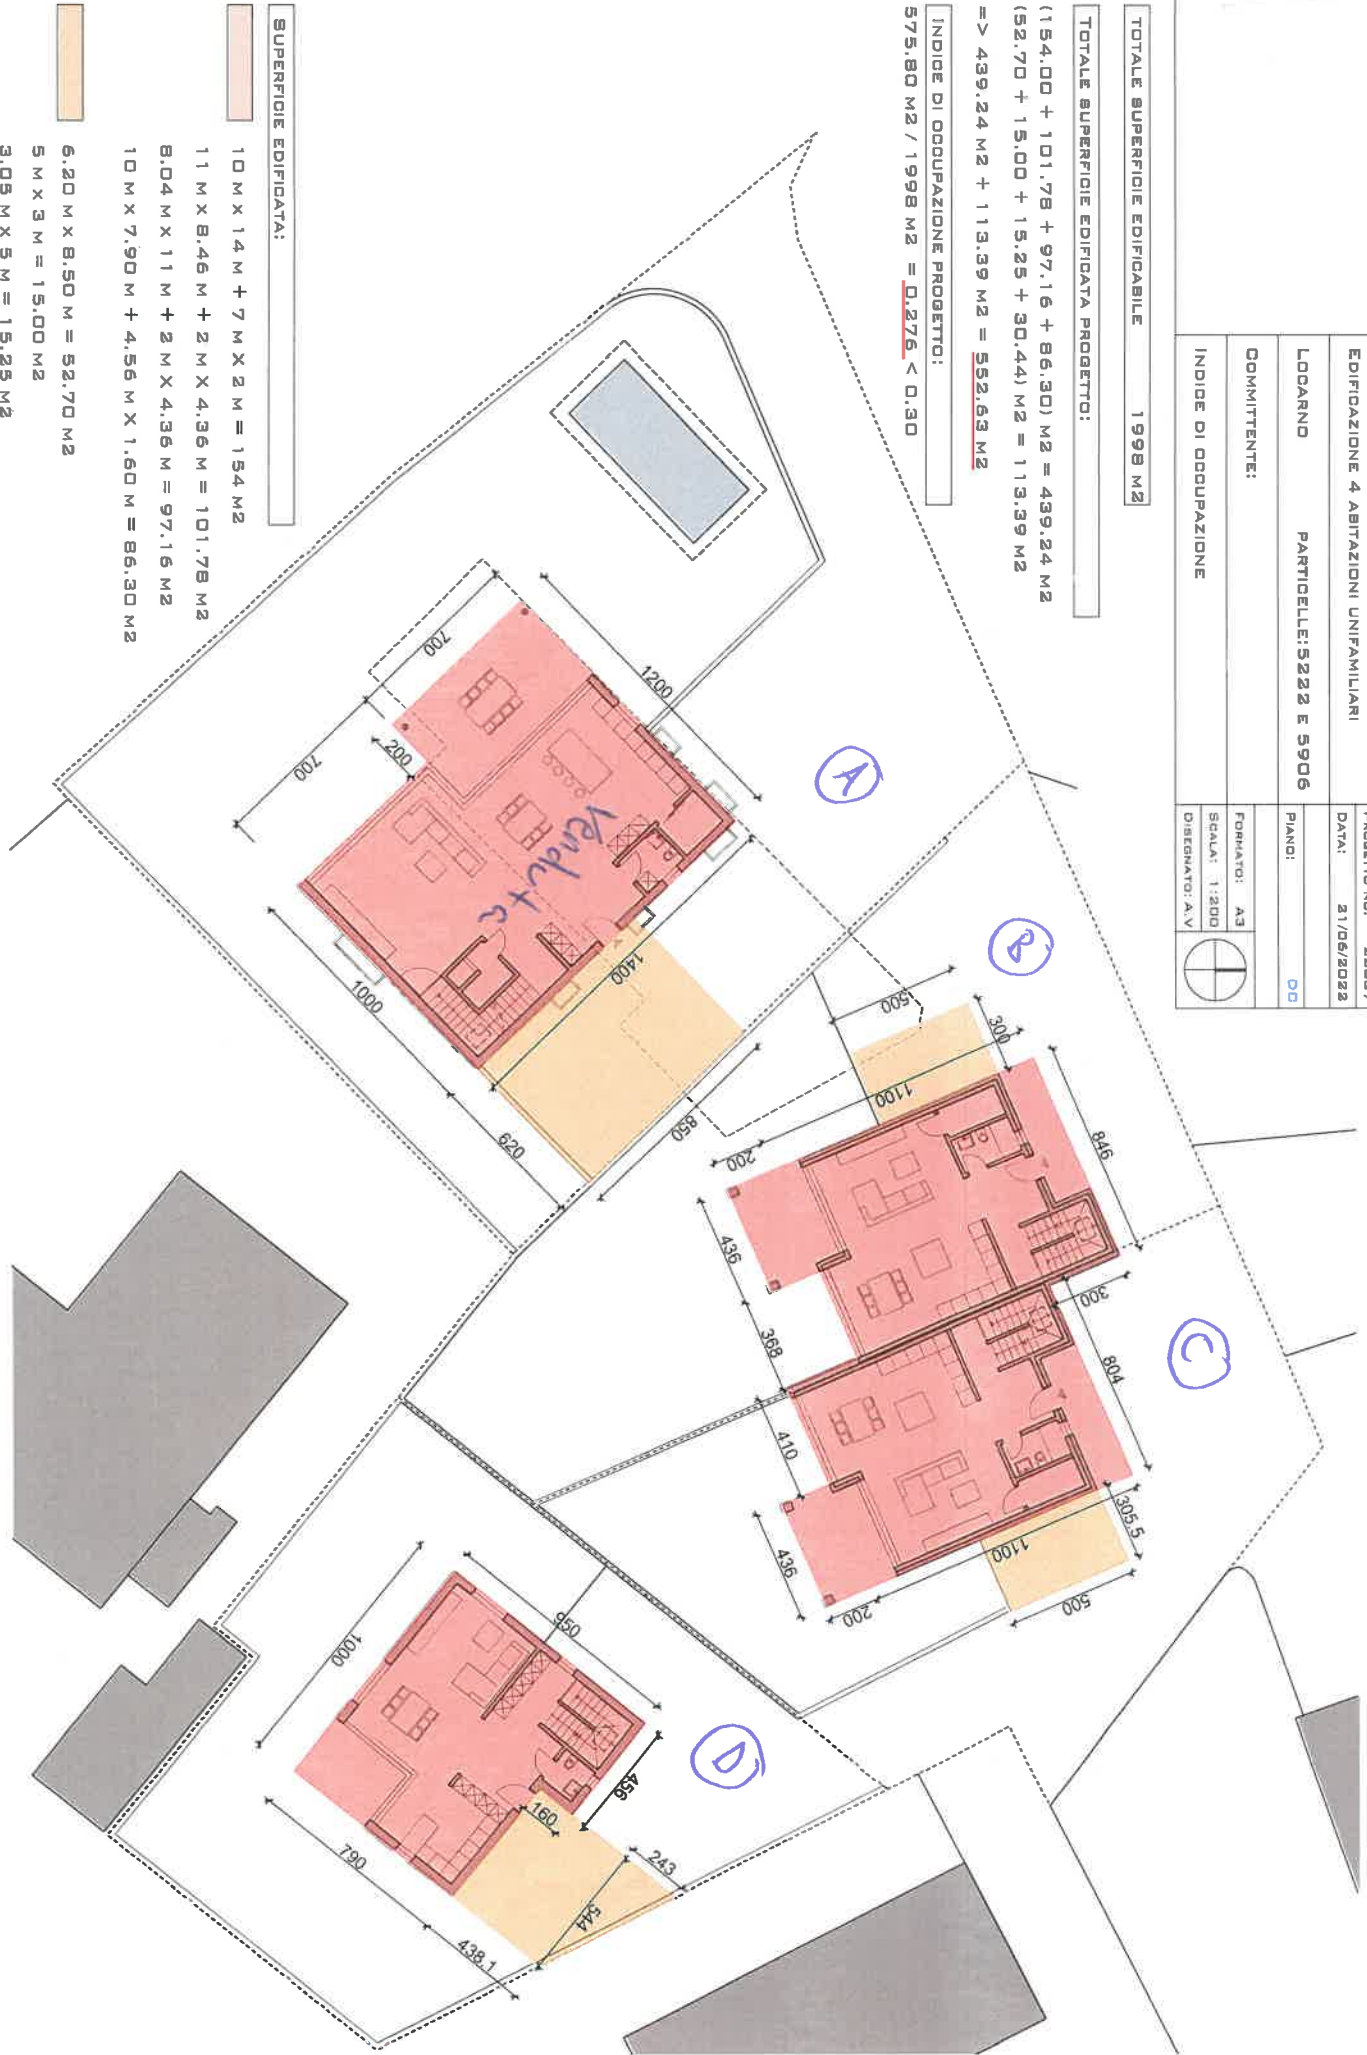 EDIFICAZIONE 4 ABITAZIONI UNIFAMILIARI
LOCARNO PARTICELLE:5222 E 5906
COMMITTENTE:
INDICE DI OCCUPAZIONE
DATA: 21/06/2022
PIANO: DC
FORMATO: A3
SCALA: 1:200
DISEGNATO: A.V
TOTALE SUPERFICIE EDIFICABILE 1998 M2
TOTALE SUPERFICIE EDIFICATA PROGETTO:
(154.00 + 101.78 + 97.16 + 86.30) M2 = 439.24 M2
(52.70 + 15.00 + 15.25 + 30.44) M2 = 113.39 M2
=> 439.24 M2 + 113.39 M2 = 552.63 M2
INDICE DI OCCUPAZIONE PROGETTO:
575.80 M2 / 1998 M2 = 0.276 < 0.30
SUPERFICIE EDIFICATA:
10 M X 14 M + 7 M X 2 M = 154 M2
11 M X 8.46 M + 2 M X 4.36 M = 101.78 M2
8.04 M X 11 M + 2 M X 4.36 M = 97.16 M2
10 M X 7.90 M + 4.56 M X 1.60 M = 86.30 M2
6.20 M X 8.50 M = 52.70 M2
5 M X 3 M = 15.00 M2
3.05 M X 5 M = 15.25 M2
A
700
1200
700
200
Venduta
1400
1000
620
850
B
500
300
1100
846
200
436
368
300
C
804
410
436
305.5
1100
200
500
D
950
1000
456
160
243
544
790
438.1